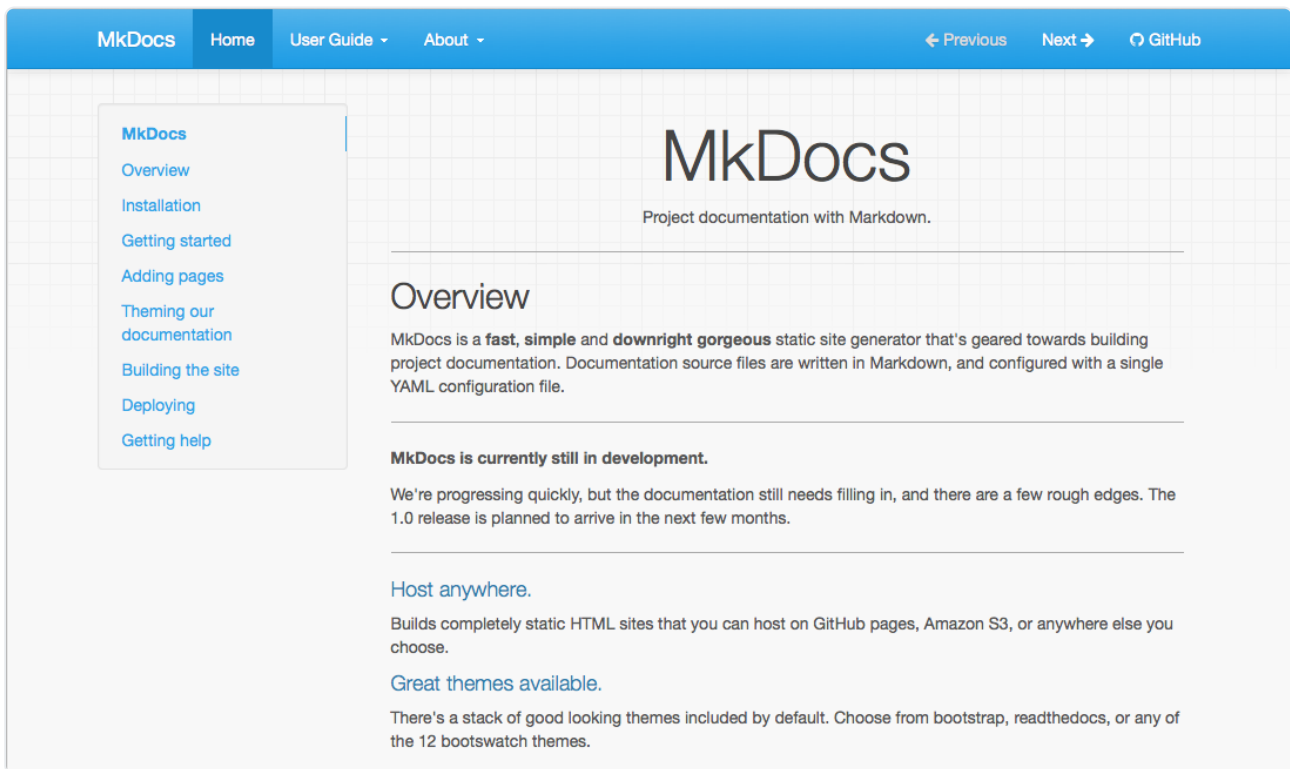 MkDocs Home User Guide About Previous Next GitHub
MkDocs
Overview
Installation
Getting started
Adding pages
Theming our
documentation
Building the site
Deploying
Getting help
MkDocs
Project documentation with Markdown.
Overview
MkDocs is a fast, simple and downright gorgeous static site generator that's geared towards building
project documentation. Documentation source files are written in Markdown, and configured with a single
YAML configuration file.
MkDocs is currently still in development.
We're progressing quickly, but the documentation still needs filling in, and there are a few rough edges. The
1.0 release is planned to arrive in the next few months.
Host anywhere.
Builds completely static HTML sites that you can host on GitHub pages, Amazon S3, or anywhere else you
choose.
Great themes available.
There's a stack of good looking themes included by default. Choose from bootstrap, readthedocs, or any of
the 12 bootswatch themes.